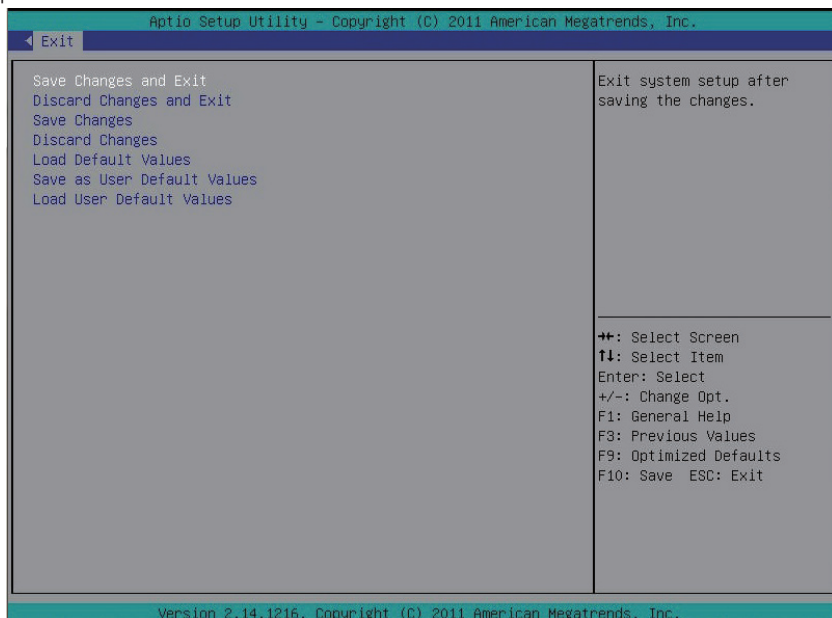 Aptio Setup Utility – Copyright (C) 2011 American Megatrends, Inc.
Exit
Save Changes and Exit
Discard Changes and Exit
Save Changes
Discard Changes
Load Default Values
Save as User Default Values
Load User Default Values
Exit system setup after
saving the changes.
→←: Select Screen
↑↓: Select Item
Enter: Select
+/-: Change Opt.
F1: General Help
F3: Previous Values
F9: Optimized Defaults
F10: Save ESC: Exit
Version 2.14.1216. Copyright (C) 2011 American Megatrends, Inc.